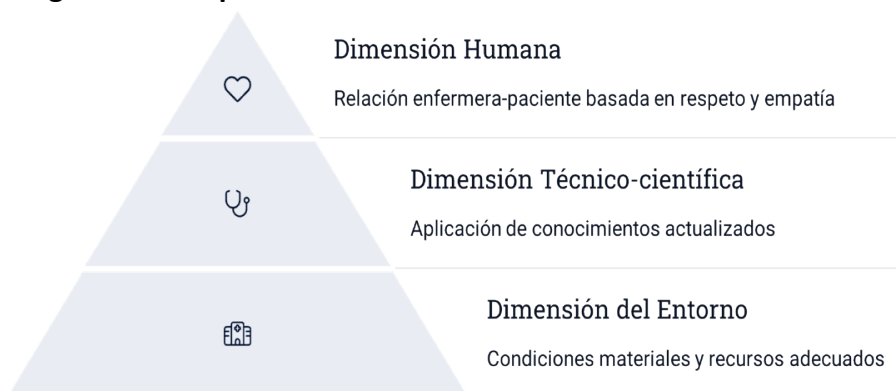 Dimensión Humana
Relación enfermera-paciente basada en respeto y empatía
Dimensión Técnico-científica
Aplicación de conocimientos actualizados
Dimensión del Entorno
Condiciones materiales y recursos adecuados